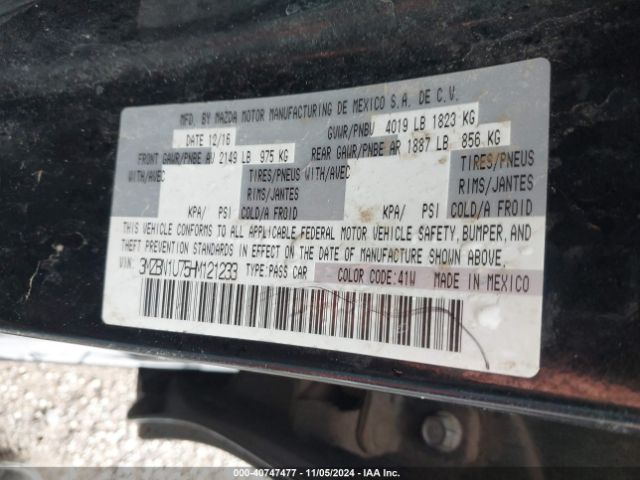 MFD. BY MAZDA MOTOR MANUFACTURING DE MEXICO S.A. DE C.V.
DATE 12/16 GVWR/PNBV 4019 LB 1823 KG
FRONT GAWR/PNBE AV 2149 LB 975 KG REAR GAWR/PNBE AR 1887 LB 856 KG
WITH/AVEC TIRES/PNEUS WITH/AVEC TIRES/PNEUS
RIMS/JANTES RIMS/JANTES
KPA/ PSI COLD/A FROID KPA/ PSI COLD/A FROID
THIS VEHICLE CONFORMS TO ALL APPLICABLE FEDERAL MOTOR VEHICLE SAFETY, BUMPER, AND
THEFT PREVENTION STANDARDS IN EFFECT ON THE DATE OF MANUFACTURE SHOWN ABOVE.
VIN: 3MZBN1U75HM121233 TYPE:PASS CAR COLOR CODE:41W MADE IN MEXICO
000-40747477 - 11/05/2024 - IAA Inc.